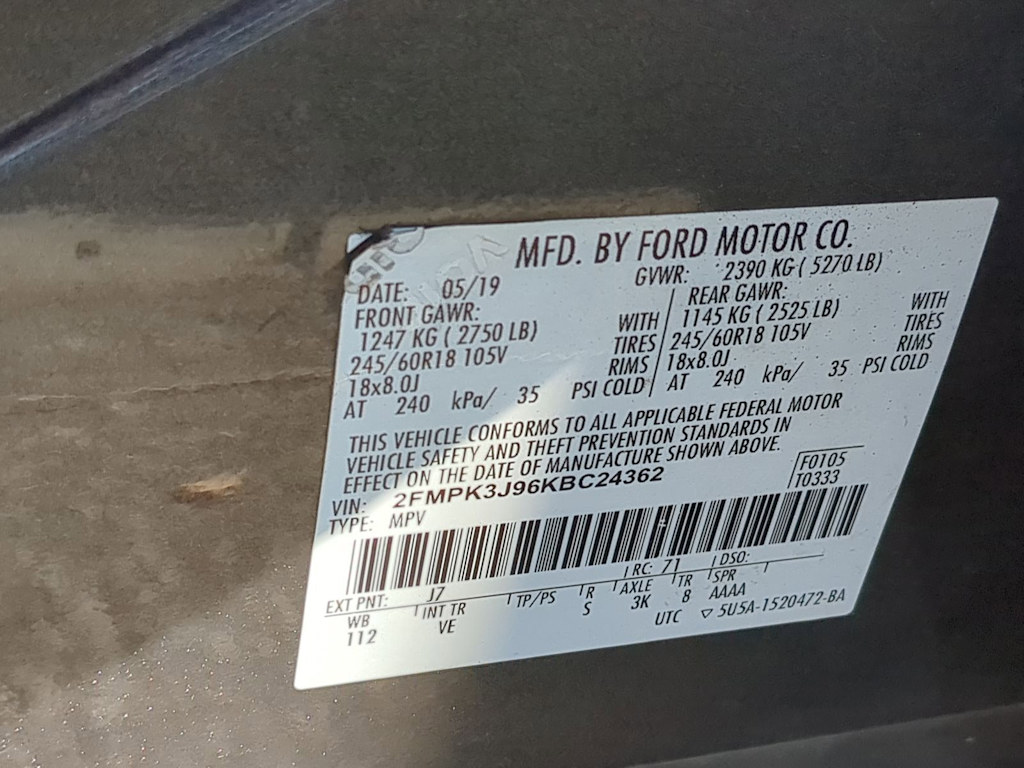 MFD. BY FORD MOTOR CO.
DATE: 05/19 GVWR: 2390 KG ( 5270 LB)
FRONT GAWR: REAR GAWR:
1247 KG ( 2750 LB) WITH 1145 KG ( 2525 LB) WITH
245/60R18 105V TIRES 245/60R18 105V TIRES
18x8.0J RIMS 18x8.0J RIMS
AT 240 kPa/ 35 PSI COLD AT 240 kPa/ 35 PSI COLD
THIS VEHICLE CONFORMS TO ALL APPLICABLE FEDERAL MOTOR
VEHICLE SAFETY AND THEFT PREVENTION STANDARDS IN
EFFECT ON THE DATE OF MANUFACTURE SHOWN ABOVE.
VIN: 2FMPK3J96KBC24362 F0105
TYPE: MPV T0333
EXT PNT: J7 RC: 71 DSO:
WB INT TR TP/PS R AXLE TR SPR
112 VE S 3K 8 AAAA
UTC ▽ 5U5A-1520472-BA